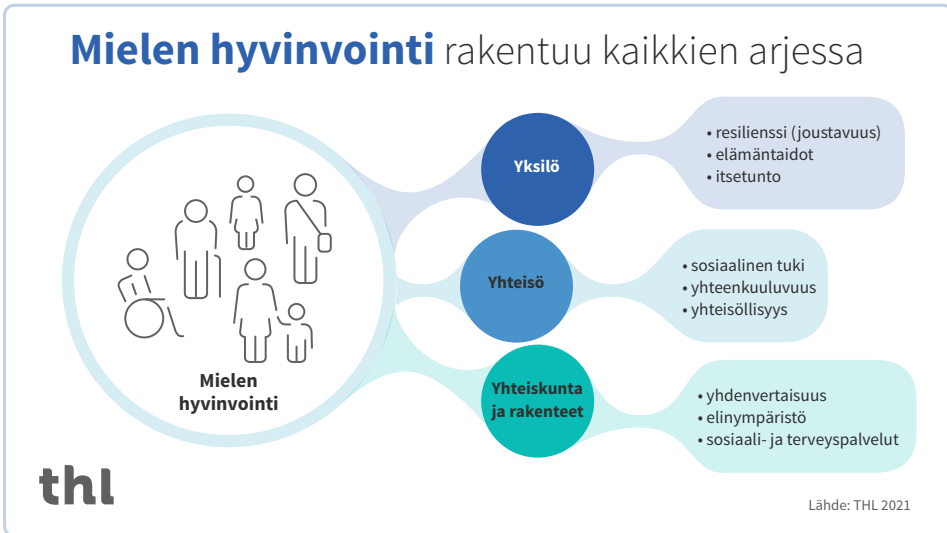 Mielen hyvinvointi rakentuu kaikkien arjessa
Mielen
hyvinvointi
Yksilö
• resilienssi (joustavuus)
• elämäntaidot
• itsetunto
Yhteisö
• sosiaalinen tuki
• yhteenkuuluvuus
• yhteisöllisyys
Yhteiskunta
ja rakenteet
• yhdenvertaisuus
• elinympäristö
• sosiaali- ja terveyspalvelut
thl
Lähde: THL 2021